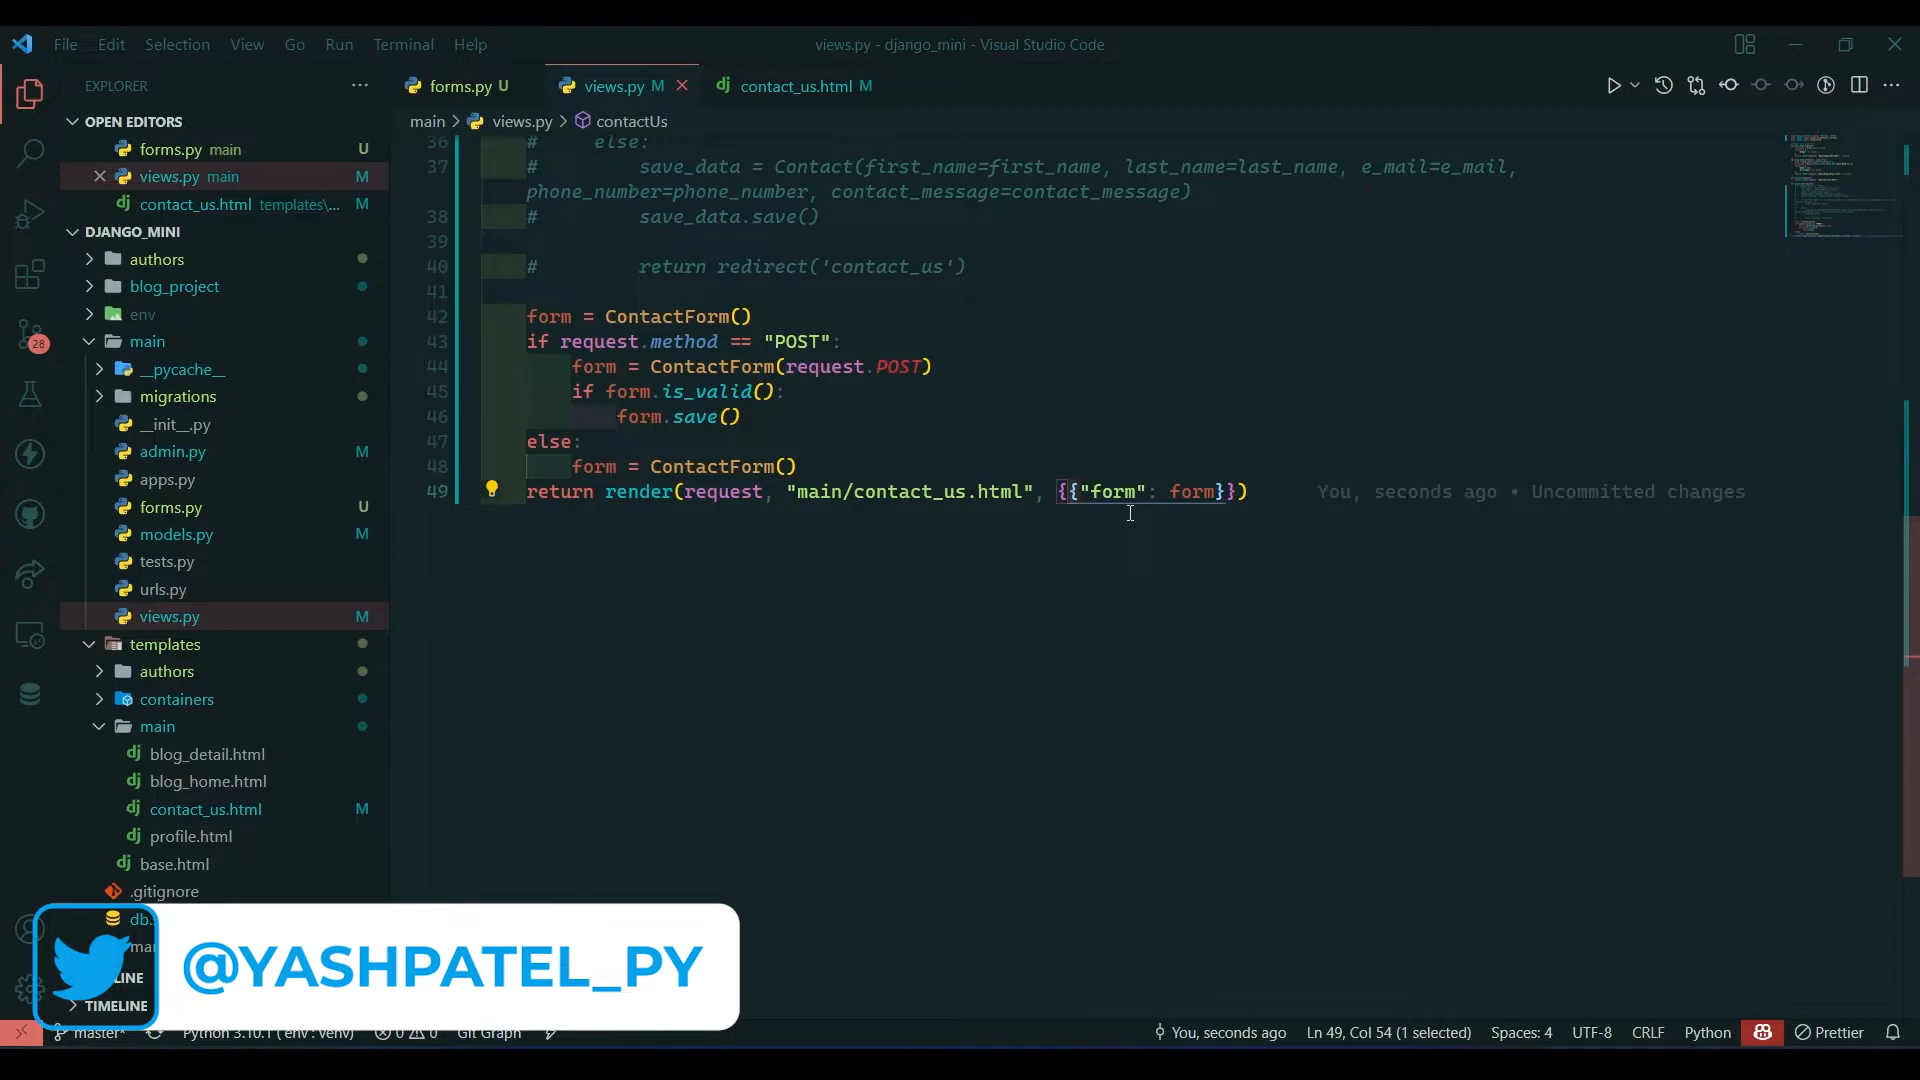 File Edit Selection View Go Run Terminal Help
views.py - django_mini - Visual Studio Code
EXPLORER
forms.py U
views.py M
contact_us.html M
main > views.py > contactUs
OPEN EDITORS
forms.py main U
views.py main M
contact_us.html templates\... M
DJANGO_MINI
authors
blog_project
env
main
__pycache__
migrations
__init__.py
admin.py M
apps.py
forms.py U
models.py M
tests.py
urls.py
views.py M
templates
authors
containers
main
blog_detail.html
blog_home.html
contact_us.html M
profile.html
base.html
.gitignore
db.
TIMELINE
28
36 #     else:
37 #         save_data = Contact(first_name=first_name, last_name=last_name, e_mail=e_mail,
phone_number=phone_number, contact_message=contact_message)
38 #         save_data.save()
39
40 #         return redirect('contact_us')
41
42 form = ContactForm()
43 if request.method == "POST":
44     form = ContactForm(request.POST)
45     if form.is_valid():
46         form.save()
47 else:
48     form = ContactForm()
49 return render(request, "main/contact_us.html", {{"form": form}}) You, seconds ago • Uncommitted changes
@YASHPATEL_PY
master* Python 3.10.1 ('env': venv) 0 0 Git Graph
You, seconds ago Ln 49, Col 54 (1 selected) Spaces: 4 UTF-8 CRLF Python Prettier